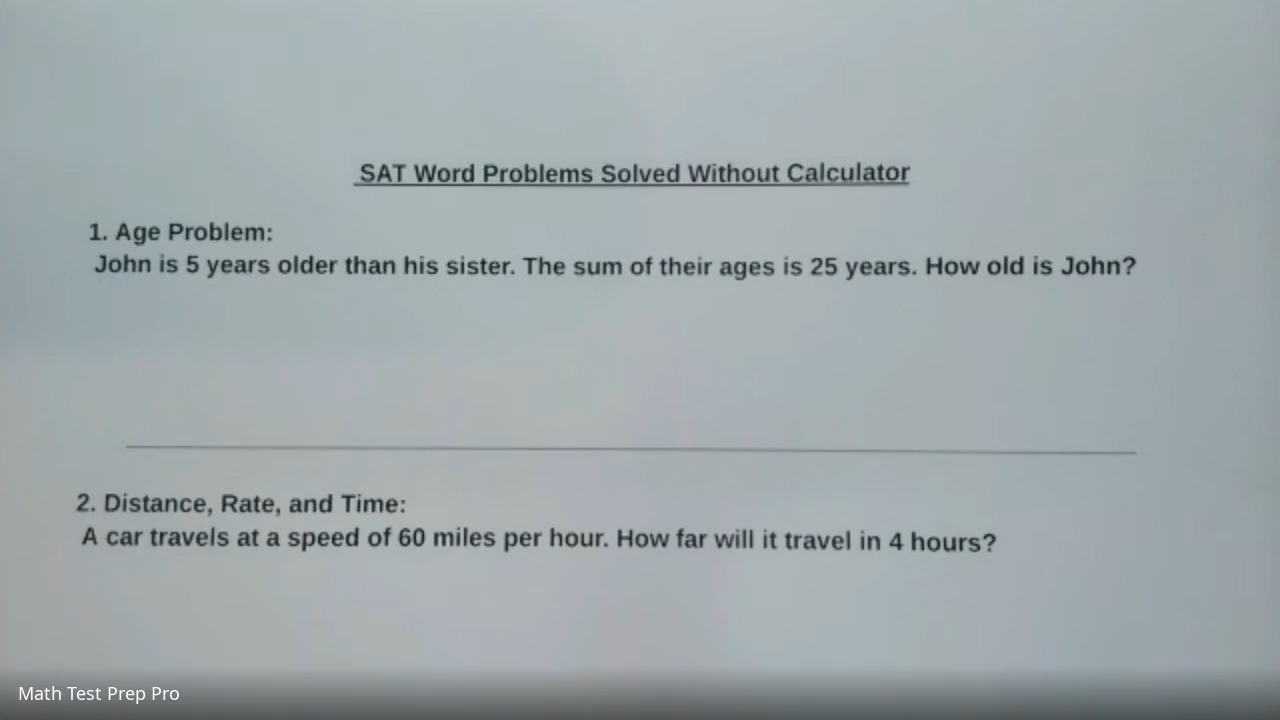 SAT Word Problems Solved Without Calculator
1. Age Problem:
John is 5 years older than his sister. The sum of their ages is 25 years. How old is John?
2. Distance, Rate, and Time:
A car travels at a speed of 60 miles per hour. How far will it travel in 4 hours?
Math Test Prep Pro